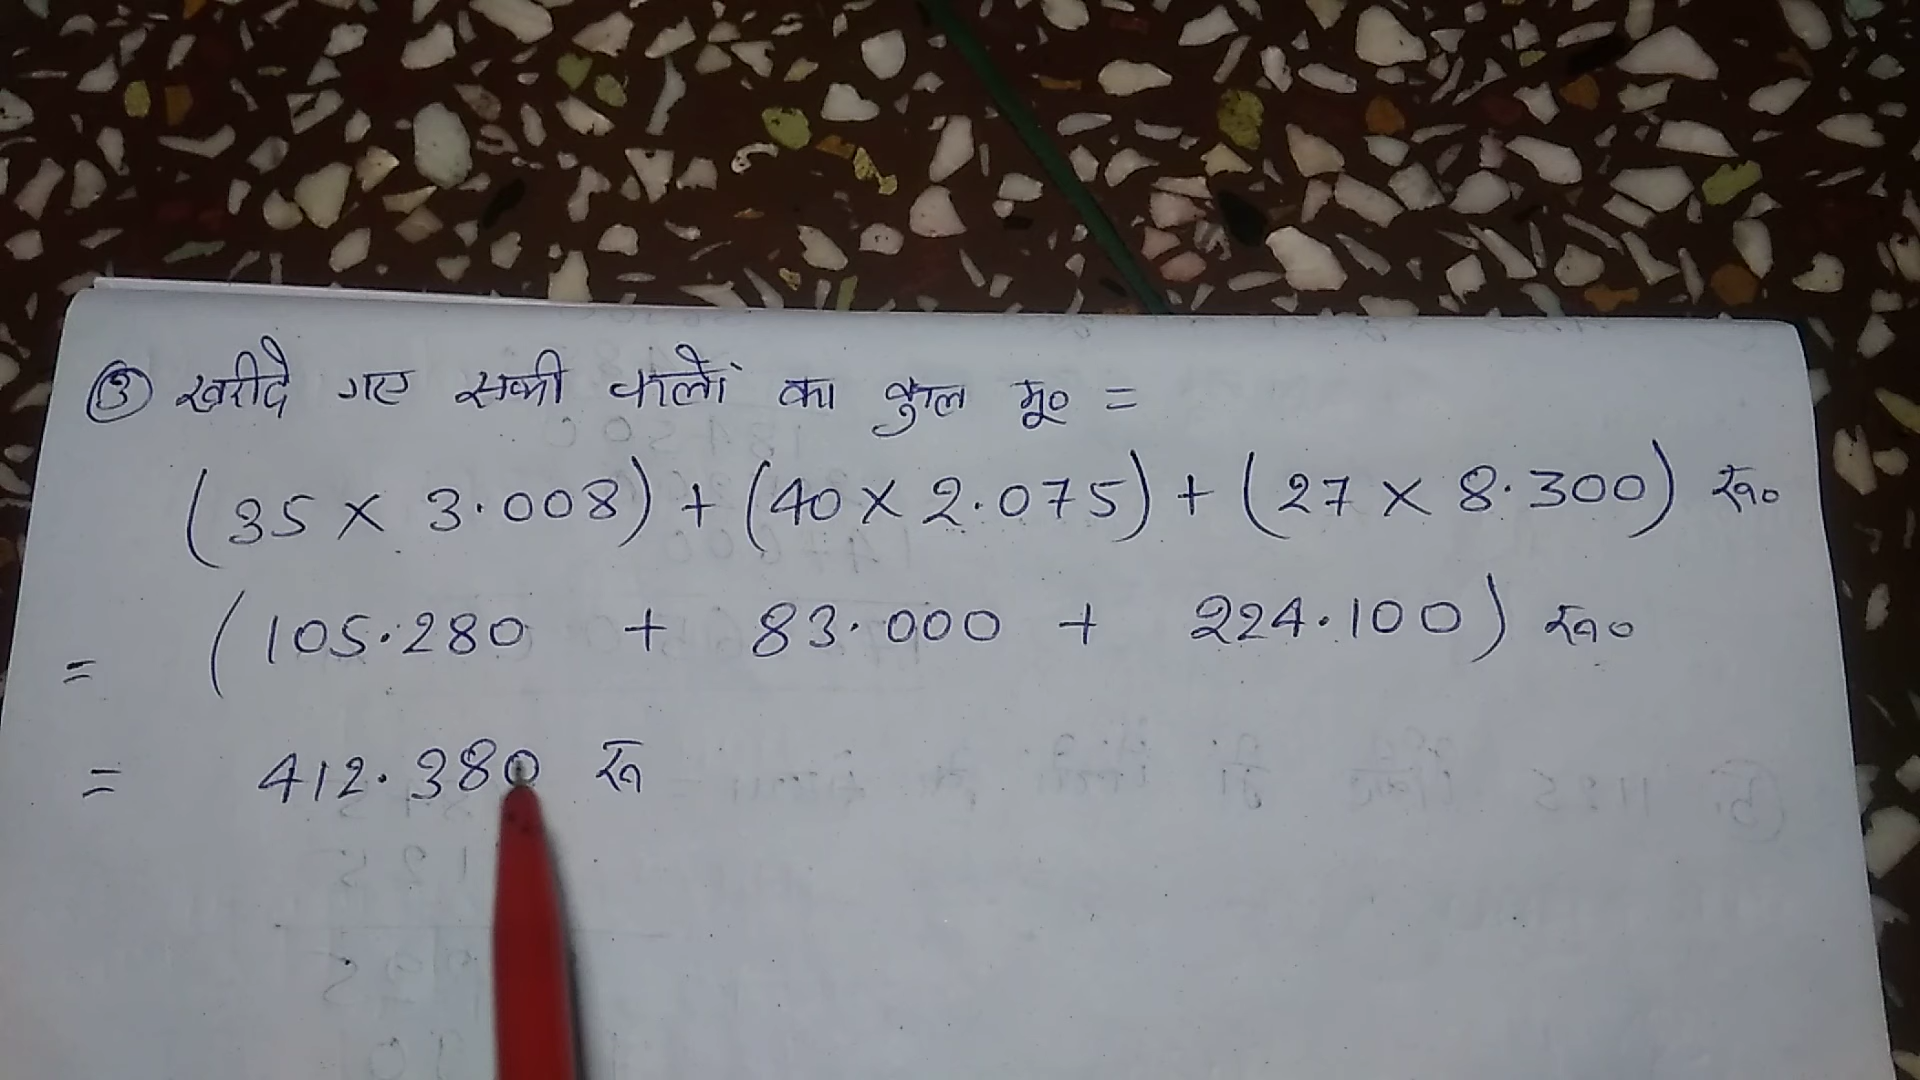 ③ खरीदे गए सभी फलों का कुल मू० =
(35 × 3.008) + (40 × 2.075) + (27 × 8.300) रू०
= (105.280 + 83.000 + 224.100) रू०
= 412.380 रू